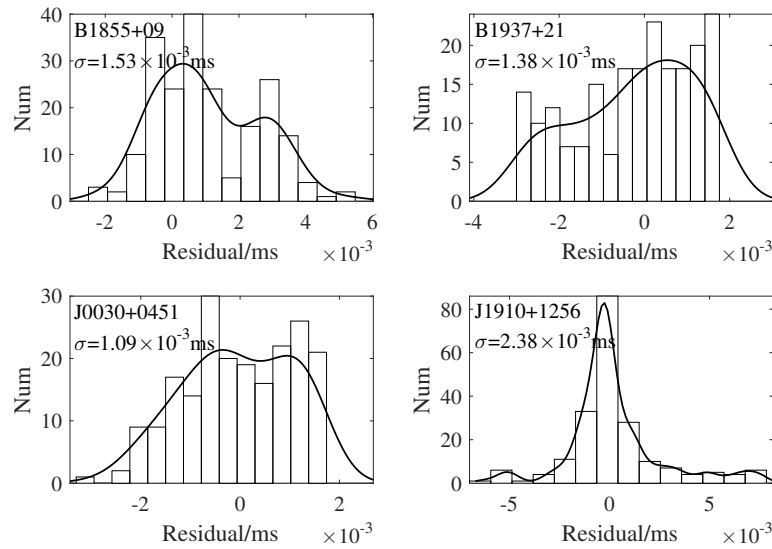 B1855+09
σ=1.53×10⁻³ms
Num
40
30
20
10
0
-2
0
2
4
6
Residual/ms
×10⁻³
B1937+21
σ=1.38×10⁻³ms
Num
20
15
10
5
0
-4
-2
0
2
Residual/ms
×10⁻³
J0030+0451
σ=1.09×10⁻³ms
Num
30
20
10
0
-2
0
2
Residual/ms
×10⁻³
J1910+1256
σ=2.38×10⁻³ms
Num
80
60
40
20
0
-5
0
5
Residual/ms
×10⁻³